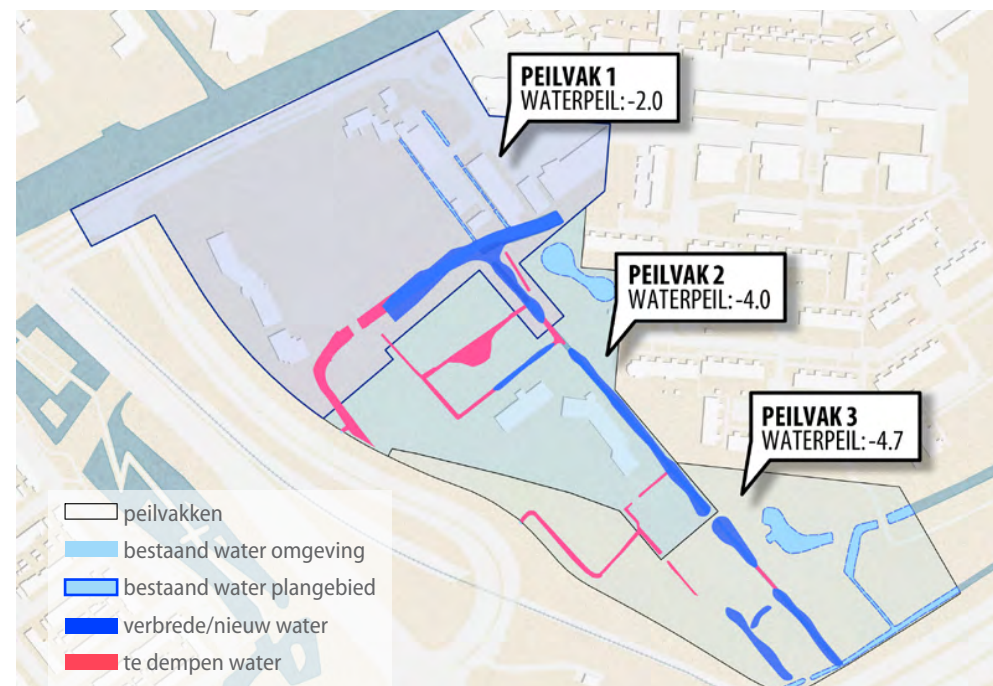 PEILVAK 1
WATERPEIL: -2.0
PEILVAK 2
WATERPEIL: -4.0
PEILVAK 3
WATERPEIL: -4.7
peilvakken
bestaand water omgeving
bestaand water plangebied
verbrede/nieuw water
te dempen water